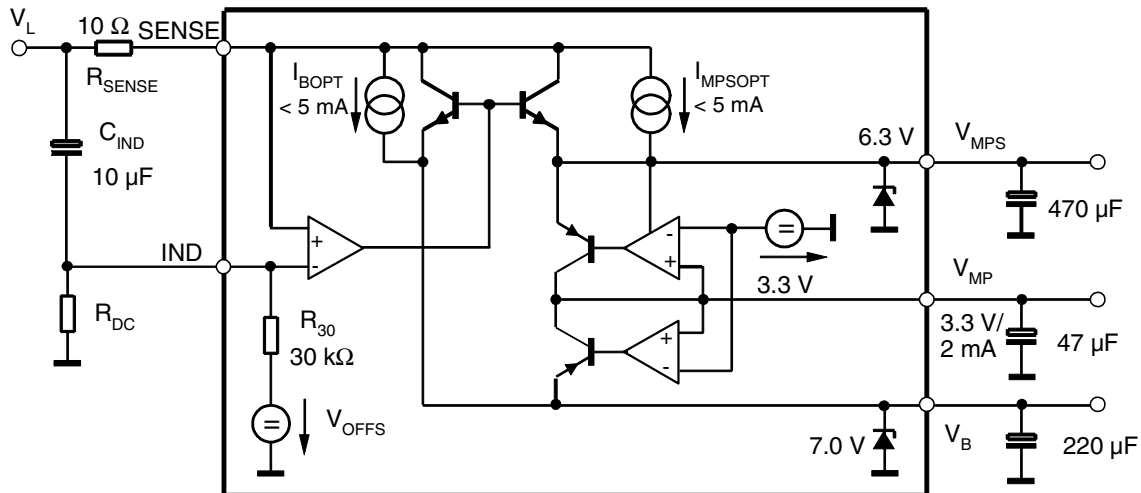 V_L
10 Ω
SENSE
R_SENSE
I_BOPT
< 5 mA
I_MPSOPT
< 5 mA
6.3 V
V_MPS
C_IND
10 µF
470 µF
+
-
-
+
=
3.3 V
IND
V_MP
R_DC
R_30
30 kΩ
3.3 V/
2 mA
47 µF
+
-
=
V_OFFS
7.0 V
V_B
220 µF